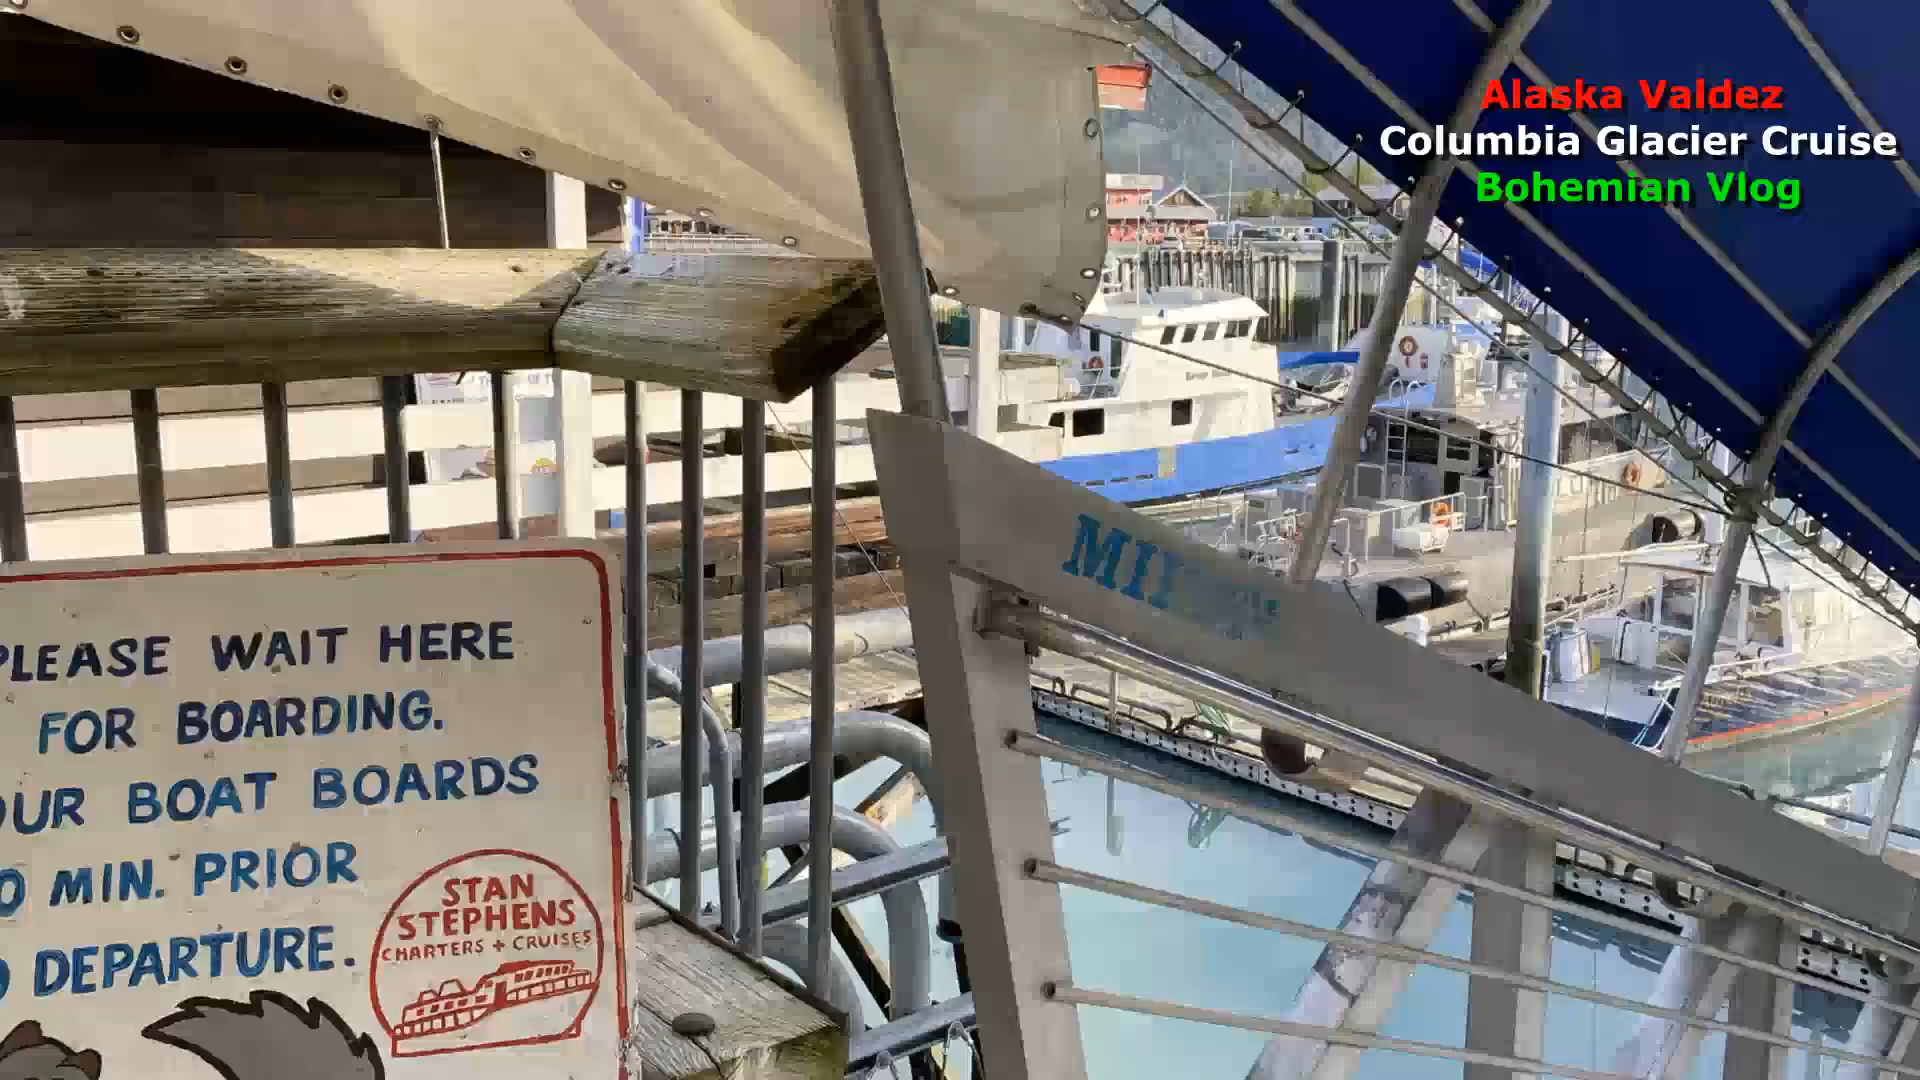 Alaska Valdez
Columbia Glacier Cruise
Bohemian Vlog
PLEASE WAIT HERE
FOR BOARDING.
BOAT BOARDS
MIN. PRIOR
DEPARTURE.
STAN
STEPHENS
CHARTERS + CRUISES